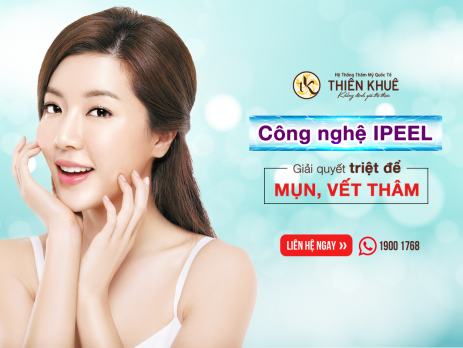 Hệ Thống Thẩm Mỹ Quốc Tế
THIÊN KHUÊ
Công nghệ IPEEL
Giải quyết triệt để
MỤN, VẾT THÂM
LIÊN HỆ NGAY »
1900 1768